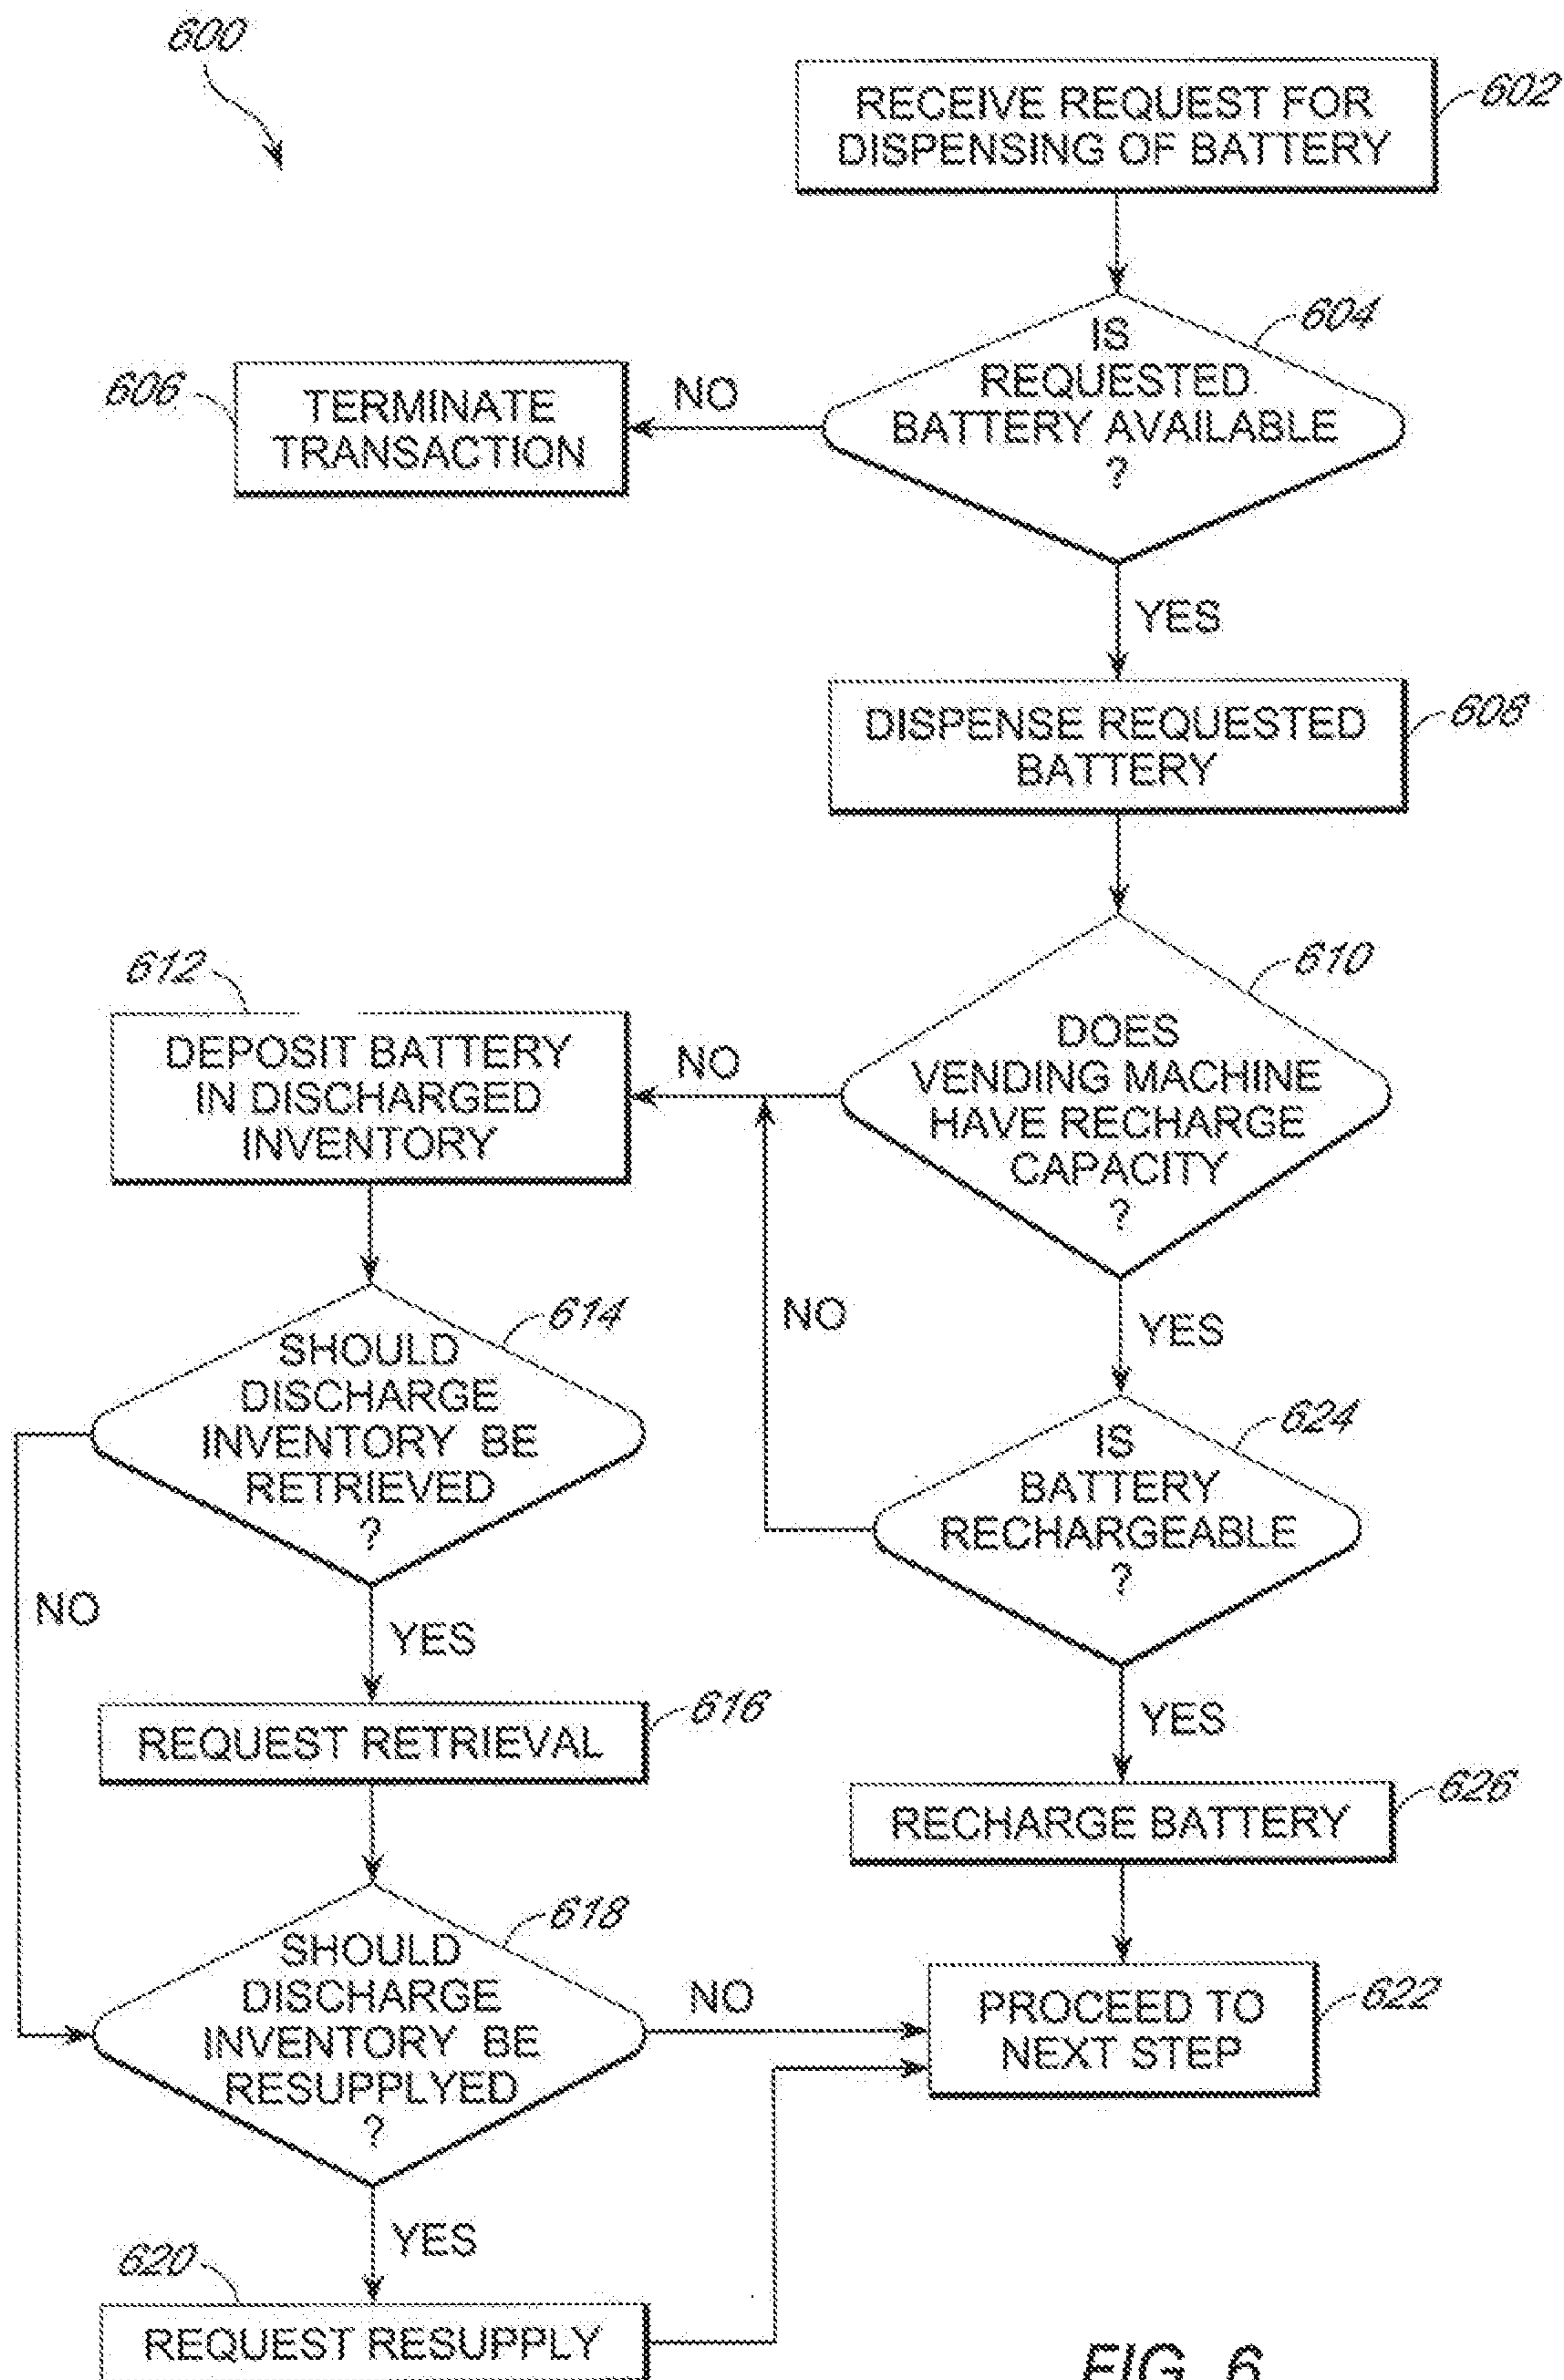 600
RECEIVE REQUEST FOR
DISPENSING OF BATTERY
602
IS
REQUESTED
BATTERY AVAILABLE
?
604
NO
606
TERMINATE
TRANSACTION
YES
DISPENSE REQUESTED
BATTERY
608
DOES
VENDING MACHINE
HAVE RECHARGE
CAPACITY
?
610
NO
612
DEPOSIT BATTERY
IN DISCHARGED
INVENTORY
YES
NO
SHOULD
DISCHARGE
INVENTORY BE
RETRIEVED
?
614
IS
BATTERY
RECHARGEABLE
?
624
NO
YES
YES
REQUEST RETRIEVAL
616
RECHARGE BATTERY
626
SHOULD
DISCHARGE
INVENTORY BE
RESUPPLYED
?
618
NO
PROCEED TO
NEXT STEP
622
YES
620
REQUEST RESUPPLY
FIG. 6